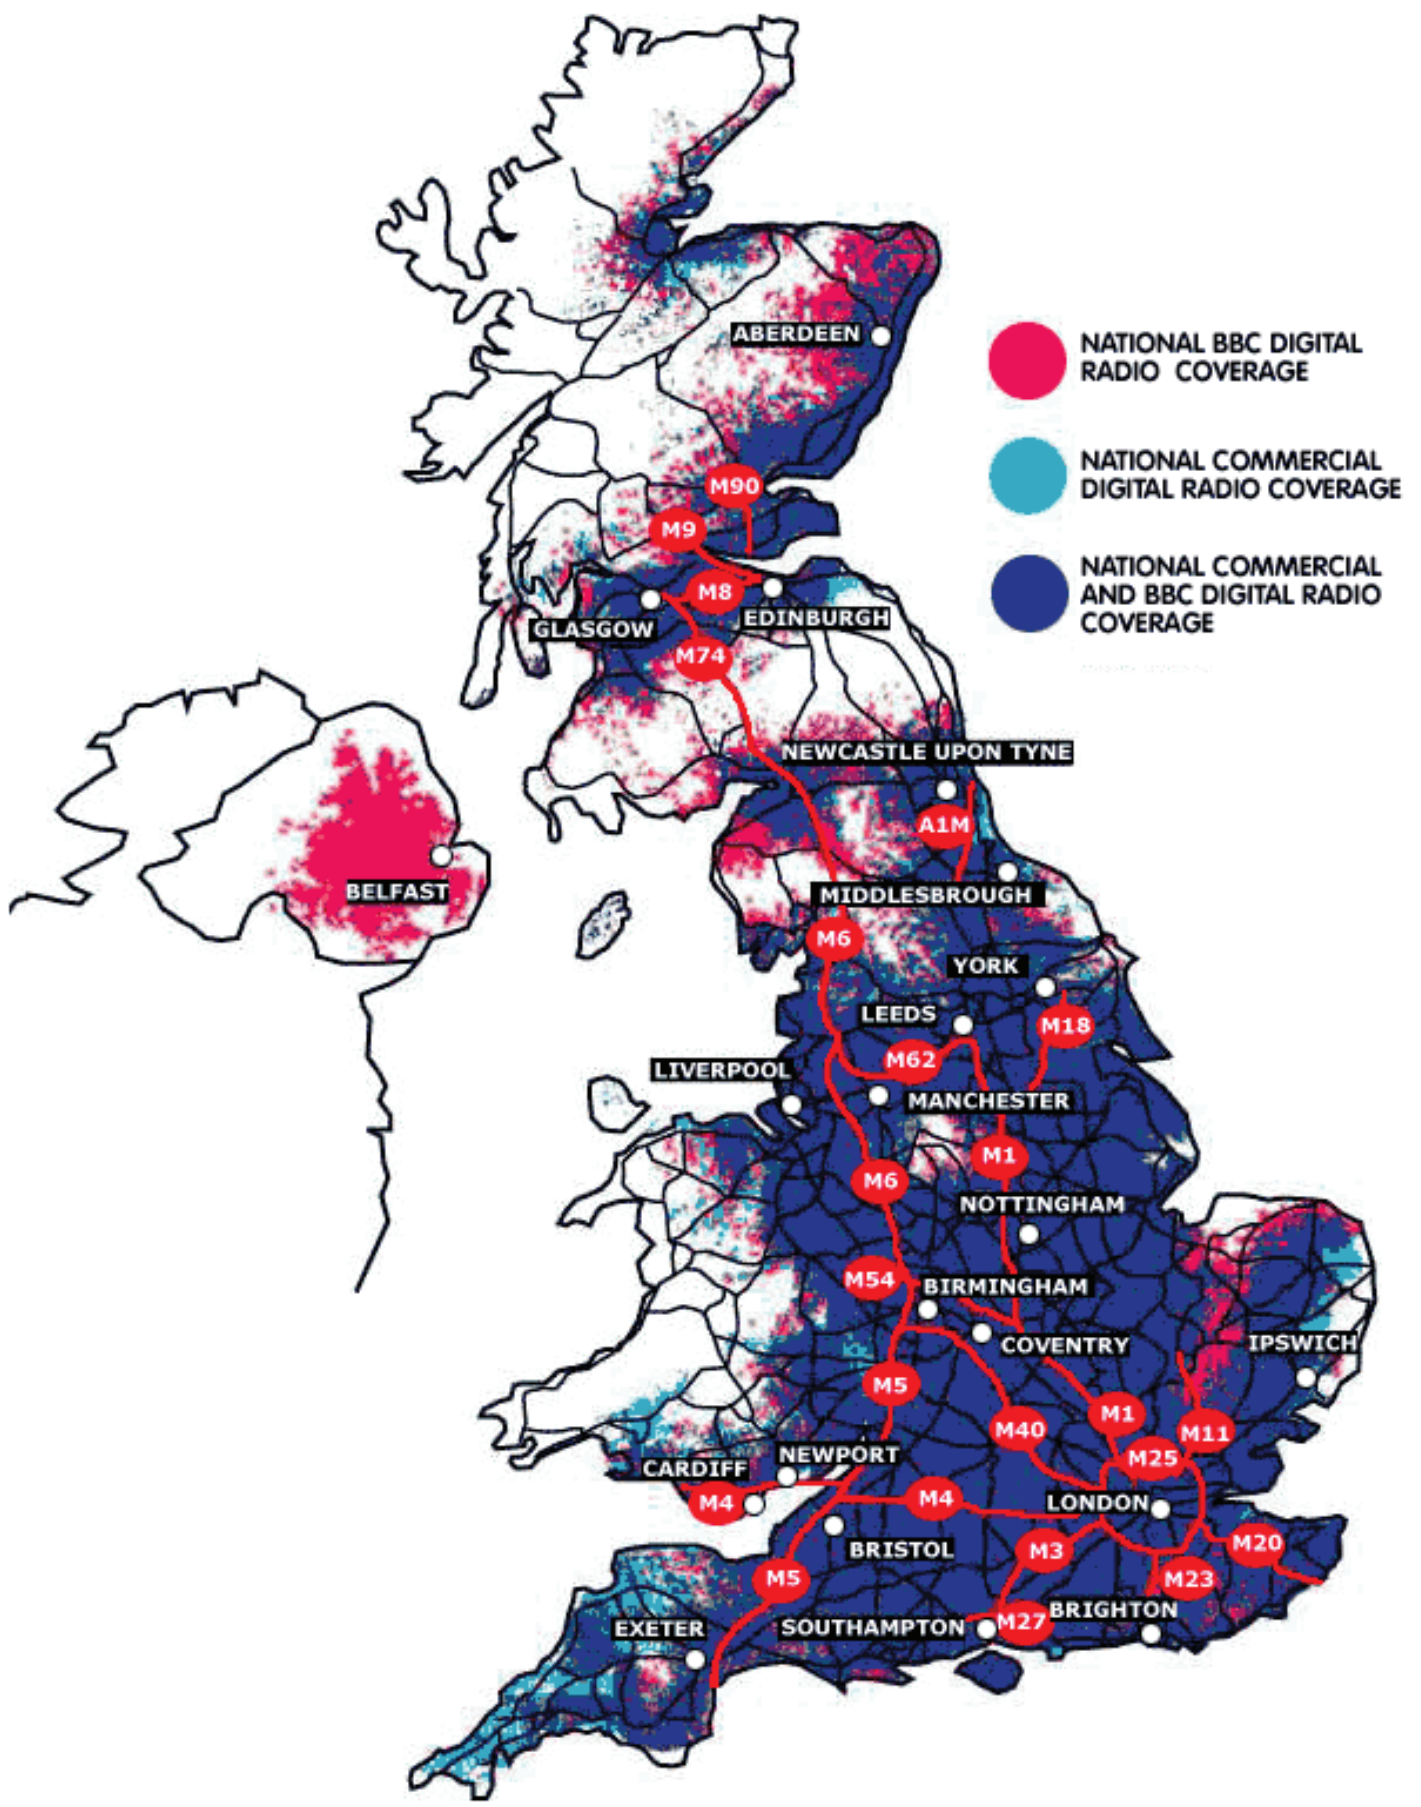 ABERDEEN
NATIONAL BBC DIGITAL
RADIO COVERAGE
NATIONAL COMMERCIAL
DIGITAL RADIO COVERAGE
M90
M9
NATIONAL COMMERCIAL
AND BBC DIGITAL RADIO
COVERAGE
M8
EDINBURGH
GLASGOW
M74
NEWCASTLE UPON TYNE
A1M
BELFAST
MIDDLESBROUGH
M6
YORK
LEEDS
M18
M62
LIVERPOOL
MANCHESTER
M1
M6
NOTTINGHAM
M54
BIRMINGHAM
COVENTRY
IPSWICH
M5
M40
M1
M11
NEWPORT
M25
CARDIFF
M4
M4
LONDON
BRISTOL
M3
M20
M5
M23
BRIGHTON
M27
SOUTHAMPTON
EXETER